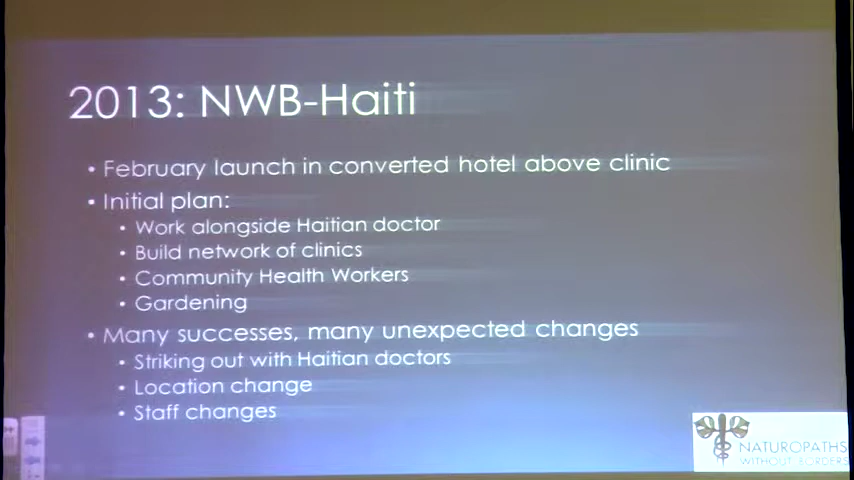 2013: NWB-Haiti
• February launch in converted hotel above clinic
• Initial plan:
• Work alongside Haitian doctor
• Build network of clinics
• Community Health Workers
• Gardening
• Many successes, many unexpected changes
• Striking out with Haitian doctors
• Location change
• Staff changes
NATUROPATHS
WITHOUT BORDERS